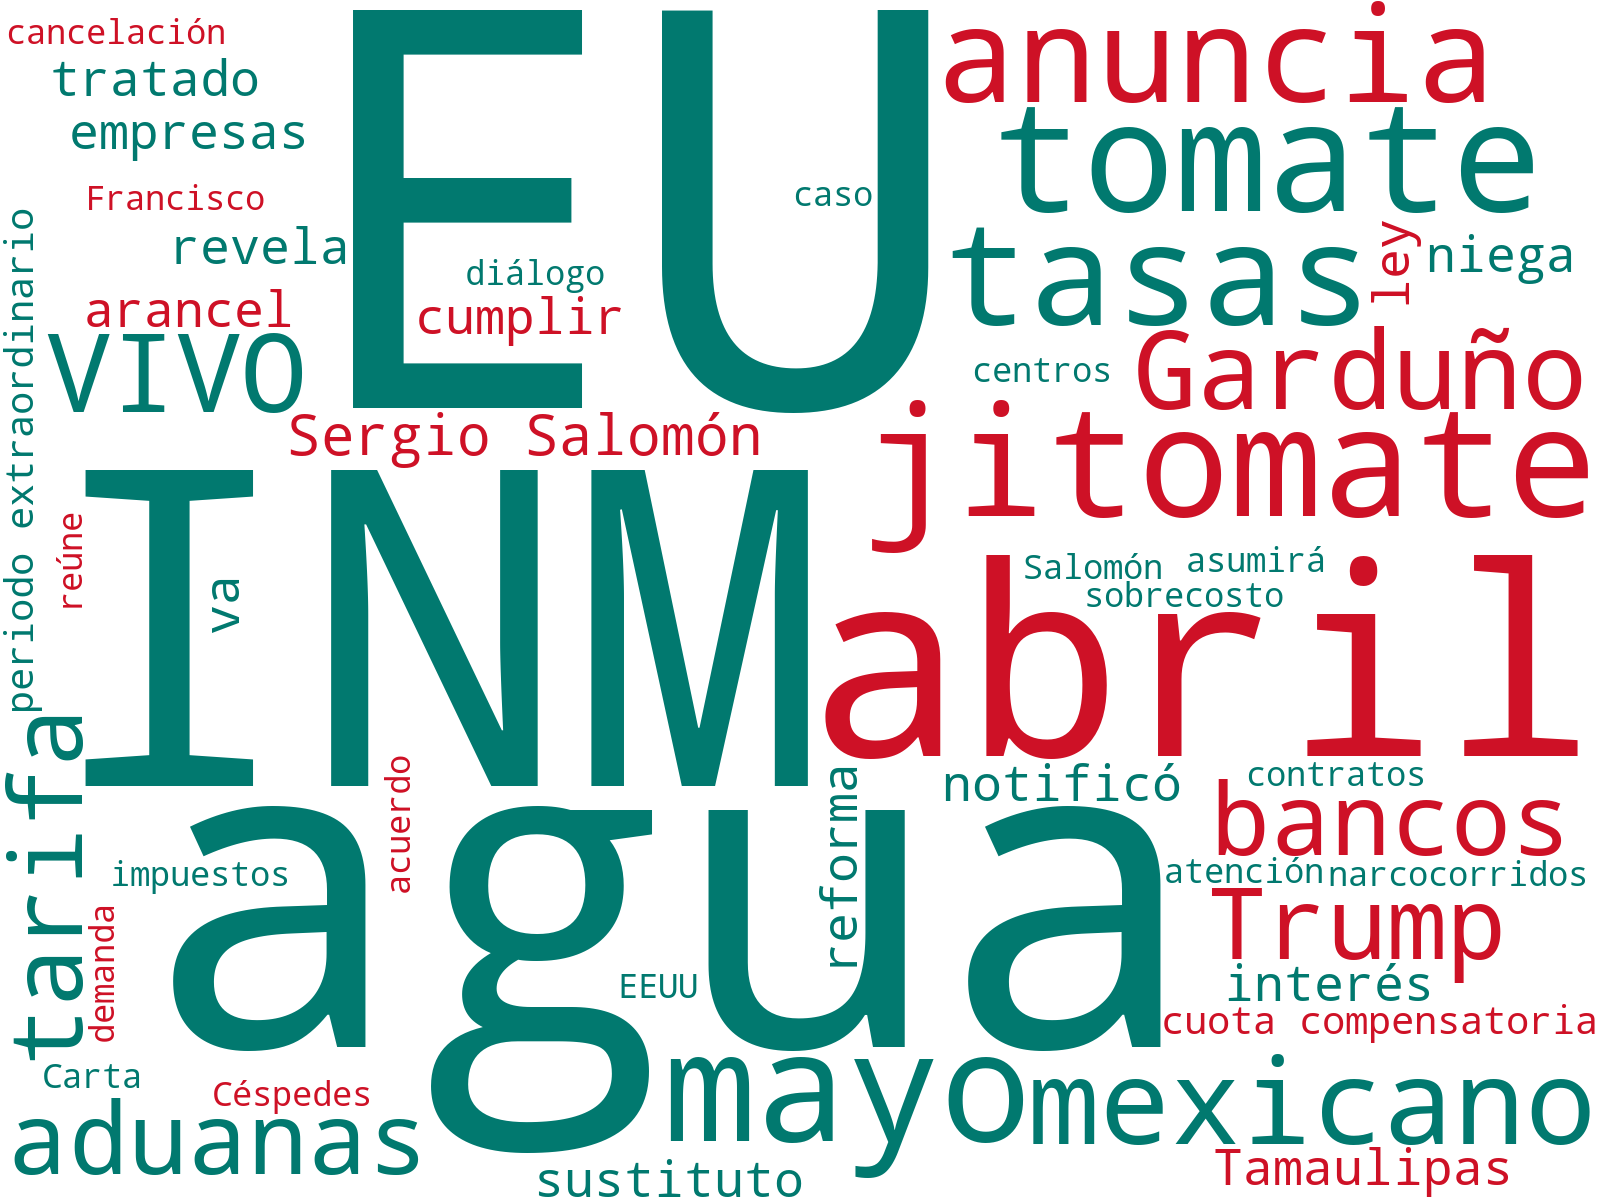 cancelación
tratado
empresas
Francisco
revela
arancel
VIVO
EU
caso
diálogo
cumplir
anuncia
tomate
tasas
ley
niega
centros
Garduño
Sergio Salomón
jitomate
periodo extraordinario
reúne
va
INM
Salomón
asumirá
sobrecosto
abril
tarifa
acuerdo
agua
reforma
notificó
contratos
bancos
impuestos
atención
narcocorridos
Trump
demanda
EEUU
interés
cuota compensatoria
Carta
Céspedes
aduanas
mayo
mexicano
sustituto
Tamaulipas